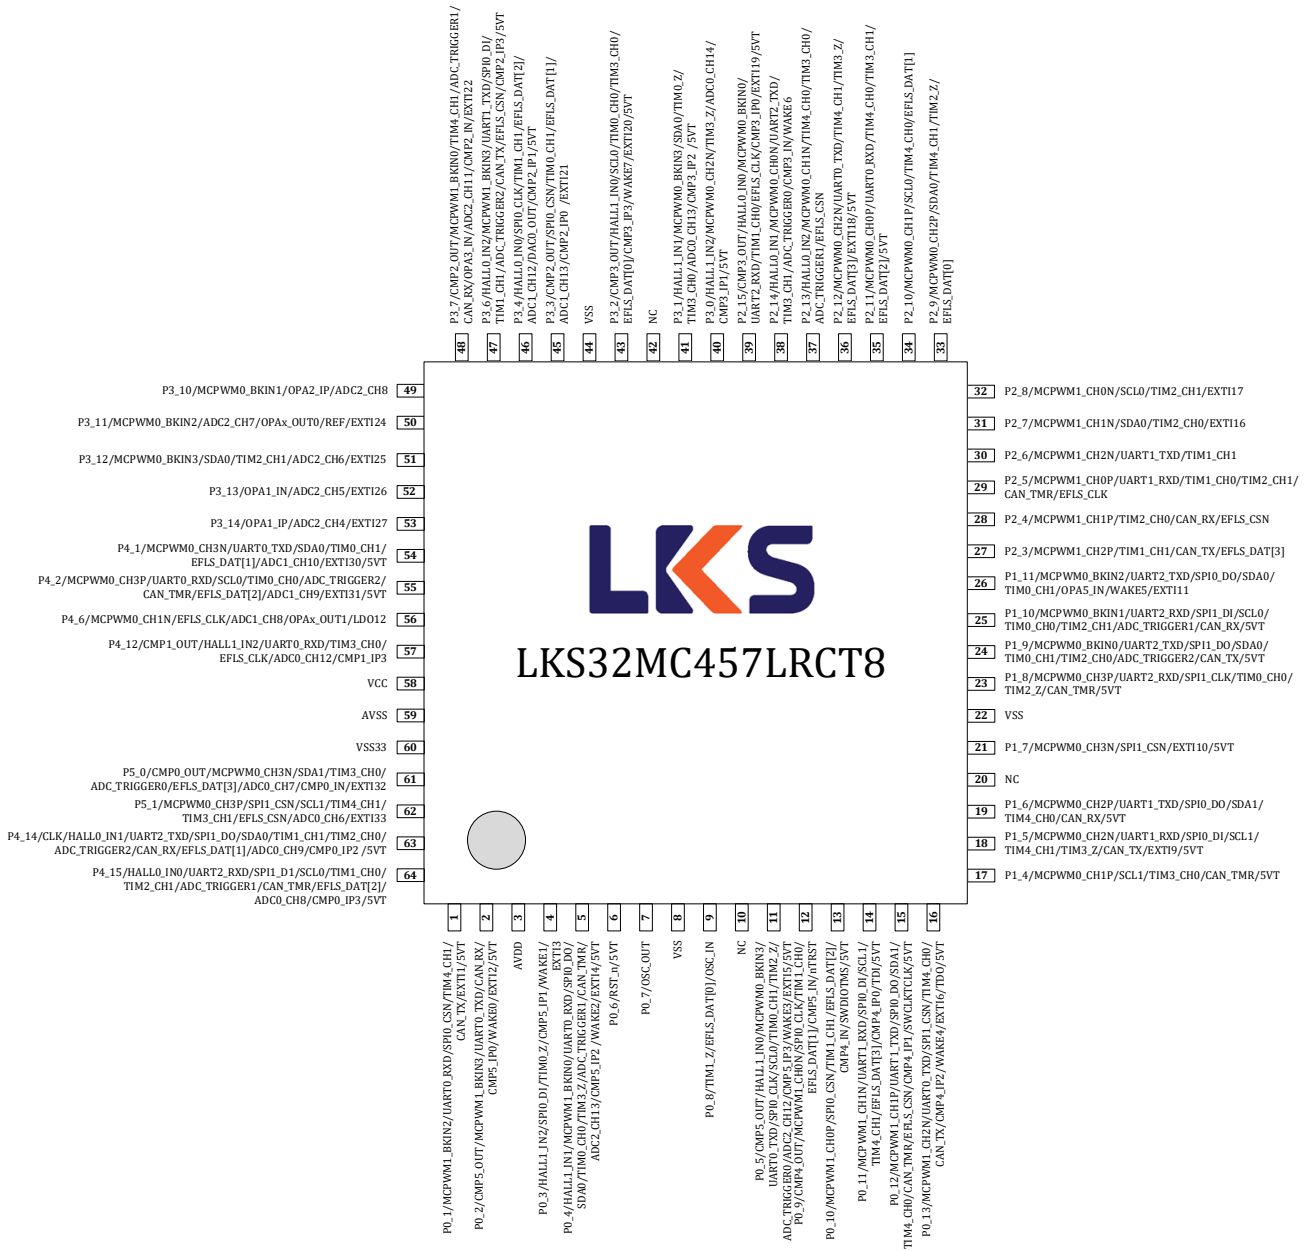 P3_7/CMP2_OUT/MCPWM1_BKIN0/TIM4_CH1/ADC_TRIGGER1/
CAN_RX/OPA3_IN/ADC2_CH11/CMP2_IN/EXTI22
P3_6/HALL0_IN2/MCPWM1_BKIN3/UART1_TXD/SPI0_DI/
TIM1_CH1/ADC_TRIGGER2/CAN_TX/EFLS_CSN/CMP2_IP3/5VT
P3_4/HALL0_IN0/SPI0_CLK/TIM1_CH1/EFLS_DAT[2]/
ADC1_CH12/DAC0_OUT/CMP2_IP1/5VT
P3_3/CMP2_OUT/SPI0_CSN/TIM0_CH1/EFLS_DAT[1]/
ADC1_CH13/CMP2_IP0 /EXTI21
VSS
P3_2/CMP3_OUT/HALL1_IN0/SCL0/TIM0_CH0/TIM3_CH0/
EFLS_DAT[0]/CMP3_IP3/WAKE7/EXTI20/5VT
NC
P3_1/HALL1_IN1/MCPWM0_BKIN3/SDA0/TIM0_Z/
TIM3_CH0/ADC0_CH13/CMP3_IP2 /5VT
P3_0/HALL1_IN2/MCPWM0_CH2N/TIM3_Z/ADC0_CH14/
CMP3_IP1/5VT
P2_15/CMP3_OUT/HALL0_IN0/MCPWM0_BKIN0/
UART2_RXD/TIM1_CH0/EFLS_CLK/CMP3_IP0/EXTI19/5VT
P2_14/HALL0_IN1/MCPWM0_CH0N/UART2_TXD/
TIM3_CH1/ADC_TRIGGER0/CMP3_IN/WAKE6
P2_13/HALL0_IN2/MCPWM0_CH1N/TIM4_CH0/TIM3_CH0/
ADC_TRIGGER1/EFLS_CSN
P2_12/MCPWM0_CH2N/UART0_TXD/TIM4_CH1/TIM3_Z/
EFLS_DAT[3]/EXTI18/5VT
P2_11/MCPWM0_CH0P/UART0_RXD/TIM4_CH0/TIM3_CH1/
EFLS_DAT[2]/5VT
P2_10/MCPWM0_CH1P/SCL0/TIM4_CH0/EFLS_DAT[1]
P2_9/MCPWM0_CH2P/SDA0/TIM4_CH1/TIM2_Z/
EFLS_DAT[0]
48
47
46
45
44
43
42
41
40
39
38
37
36
35
34
33
P3_10/MCPWM0_BKIN1/OPA2_IP/ADC2_CH8 49
P3_11/MCPWM0_BKIN2/ADC2_CH7/OPAx_OUT0/REF/EXTI24 50
P3_12/MCPWM0_BKIN3/SDA0/TIM2_CH1/ADC2_CH6/EXTI25 51
P3_13/OPA1_IN/ADC2_CH5/EXTI26 52
P3_14/OPA1_IP/ADC2_CH4/EXTI27 53
P4_1/MCPWM0_CH3N/UART0_TXD/SDA0/TIM0_CH1/
EFLS_DAT[1]/ADC1_CH10/EXTI30/5VT 54
P4_2/MCPWM0_CH3P/UART0_RXD/SCL0/TIM0_CH0/ADC_TRIGGER2/
CAN_TMR/EFLS_DAT[2]/ADC1_CH9/EXTI31/5VT 55
P4_6/MCPWM0_CH1N/EFLS_CLK/ADC1_CH8/OPAx_OUT1/LDO12 56
P4_12/CMP1_OUT/HALL1_IN2/UART0_RXD/TIM3_CH0/
EFLS_CLK/ADC0_CH12/CMP1_IP3 57
VCC 58
AVSS 59
VSS33 60
P5_0/CMP0_OUT/MCPWM0_CH3N/SDA1/TIM3_CH0/
ADC_TRIGGER0/EFLS_DAT[3]/ADC0_CH7/CMP0_IN/EXTI32 61
P5_1/MCPWM0_CH3P/SPI1_CSN/SCL1/TIM4_CH1/
TIM3_CH1/EFLS_CSN/ADC0_CH6/EXTI33 62
P4_14/CLK/HALL0_IN1/UART2_TXD/SPI1_DO/SDA0/TIM1_CH1/TIM2_CH0/
ADC_TRIGGER2/CAN_RX/EFLS_DAT[1]/ADC0_CH9/CMP0_IP2 /5VT 63
P4_15/HALL0_IN0/UART2_RXD/SPI1_D1/SCL0/TIM1_CH0/
TIM2_CH1/ADC_TRIGGER1/CAN_TMR/EFLS_DAT[2]/
ADC0_CH8/CMP0_IP3/5VT 64
LKS
LKS32MC457LRCT8
32 P2_8/MCPWM1_CH0N/SCL0/TIM2_CH1/EXTI17
31 P2_7/MCPWM1_CH1N/SDA0/TIM2_CH0/EXTI16
30 P2_6/MCPWM1_CH2N/UART1_TXD/TIM1_CH1
29 P2_5/MCPWM1_CH0P/UART1_RXD/TIM1_CH0/TIM2_CH1/
CAN_TMR/EFLS_CLK
28 P2_4/MCPWM1_CH1P/TIM2_CH0/CAN_RX/EFLS_CSN
27 P2_3/MCPWM1_CH2P/TIM1_CH1/CAN_TX/EFLS_DAT[3]
26 P1_11/MCPWM0_BKIN2/UART2_TXD/SPI0_DO/SDA0/
TIM0_CH1/OPA5_IN/WAKE5/EXTI11
25 P1_10/MCPWM0_BKIN1/UART2_RXD/SPI1_DI/SCL0/
TIM0_CH0/TIM2_CH1/ADC_TRIGGER1/CAN_RX/5VT
24 P1_9/MCPWM0_BKIN0/UART2_TXD/SPI1_DO/SDA0/
TIM0_CH1/TIM2_CH0/ADC_TRIGGER2/CAN_TX/5VT
23 P1_8/MCPWM0_CH3P/UART2_RXD/SPI1_CLK/TIM0_CH0/
TIM2_Z/CAN_TMR/5VT
22 VSS
21 P1_7/MCPWM0_CH3N/SPI1_CSN/EXTI10/5VT
20 NC
19 P1_6/MCPWM0_CH2P/UART1_TXD/SPI0_DO/SDA1/
TIM4_CH0/CAN_RX/5VT
18 P1_5/MCPWM0_CH2N/UART1_RXD/SPI0_DI/SCL1/
TIM4_CH1/TIM3_Z/CAN_TX/EXTI9/5VT
17 P1_4/MCPWM0_CH1P/SCL1/TIM3_CH0/CAN_TMR/5VT
1
2
3
4
5
6
7
8
9
10
11
12
13
14
15
16
P0_1/MCPWM1_BKIN2/UART0_RXD/SPI0_CSN/TIM4_CH1/
CAN_TX/EXTI1/5VT
P0_2/CMP5_OUT/MCPWM1_BKIN3/UART0_TXD/CAN_RX/
CMP5_IP0/WAKE0/EXTI2/5VT
AVDD
P0_3/HALL1_IN2/SPI0_DI/TIM0_Z/CMP5_IP1/WAKE1/
EXTI3
P0_4/HALL1_IN1/MCPWM1_BKIN0/UART0_RXD/SPI0_DO/
SDA0/TIM0_CH0/TIM3_Z/ADC_TRIGGER1/CAN_TMR/
ADC2_CH13/CMP5_IP2 /WAKE2/EXTI4/5VT
P0_6/RST_n/5VT
P0_7/OSC_OUT
VSS
P0_8/TIM1_Z/EFLS_DAT[0]/OSC_IN
NC
P0_5/CMP5_OUT/HALL1_IN0/MCPWM0_BKIN3/
UART0_TXD/SPI0_CLK/SCL0/TIM0_CH1/TIM2_Z/
ADC_TRIGGER0/ADC2_CH12/CMP5_IP3/WAKE3/EXTI5/5VT
P0_9/CMP4_OUT/MCPWM1_CH0N/SPI0_CLK/TIM1_CH0/
EFLS_DAT[1]/CMP5_IN/nTRST
P0_10/MCPWM1_CH0P/SPI0_CSN/TIM1_CH1/EFLS_DAT[2]/
CMP4_IN/SWDIOTMS/5VT
P0_11/MCPWM1_CH1N/UART1_RXD/SPI0_DI/SCL1/
TIM4_CH1/EFLS_DAT[3]/CMP4_IP0/TDI/5VT
P0_12/MCPWM1_CH1P/UART1_TXD/SPI0_DO/SDA1/
TIM4_CH0/CAN_TMR/EFLS_CSN/CMP4_IP1/SWCLKTCLK/5VT
P0_13/MCPWM1_CH2N/UART0_TXD/SPI1_CSN/TIM4_CH0/
CAN_TX/CMP4_IP2/WAKE4/EXTI6/TDO/5VT